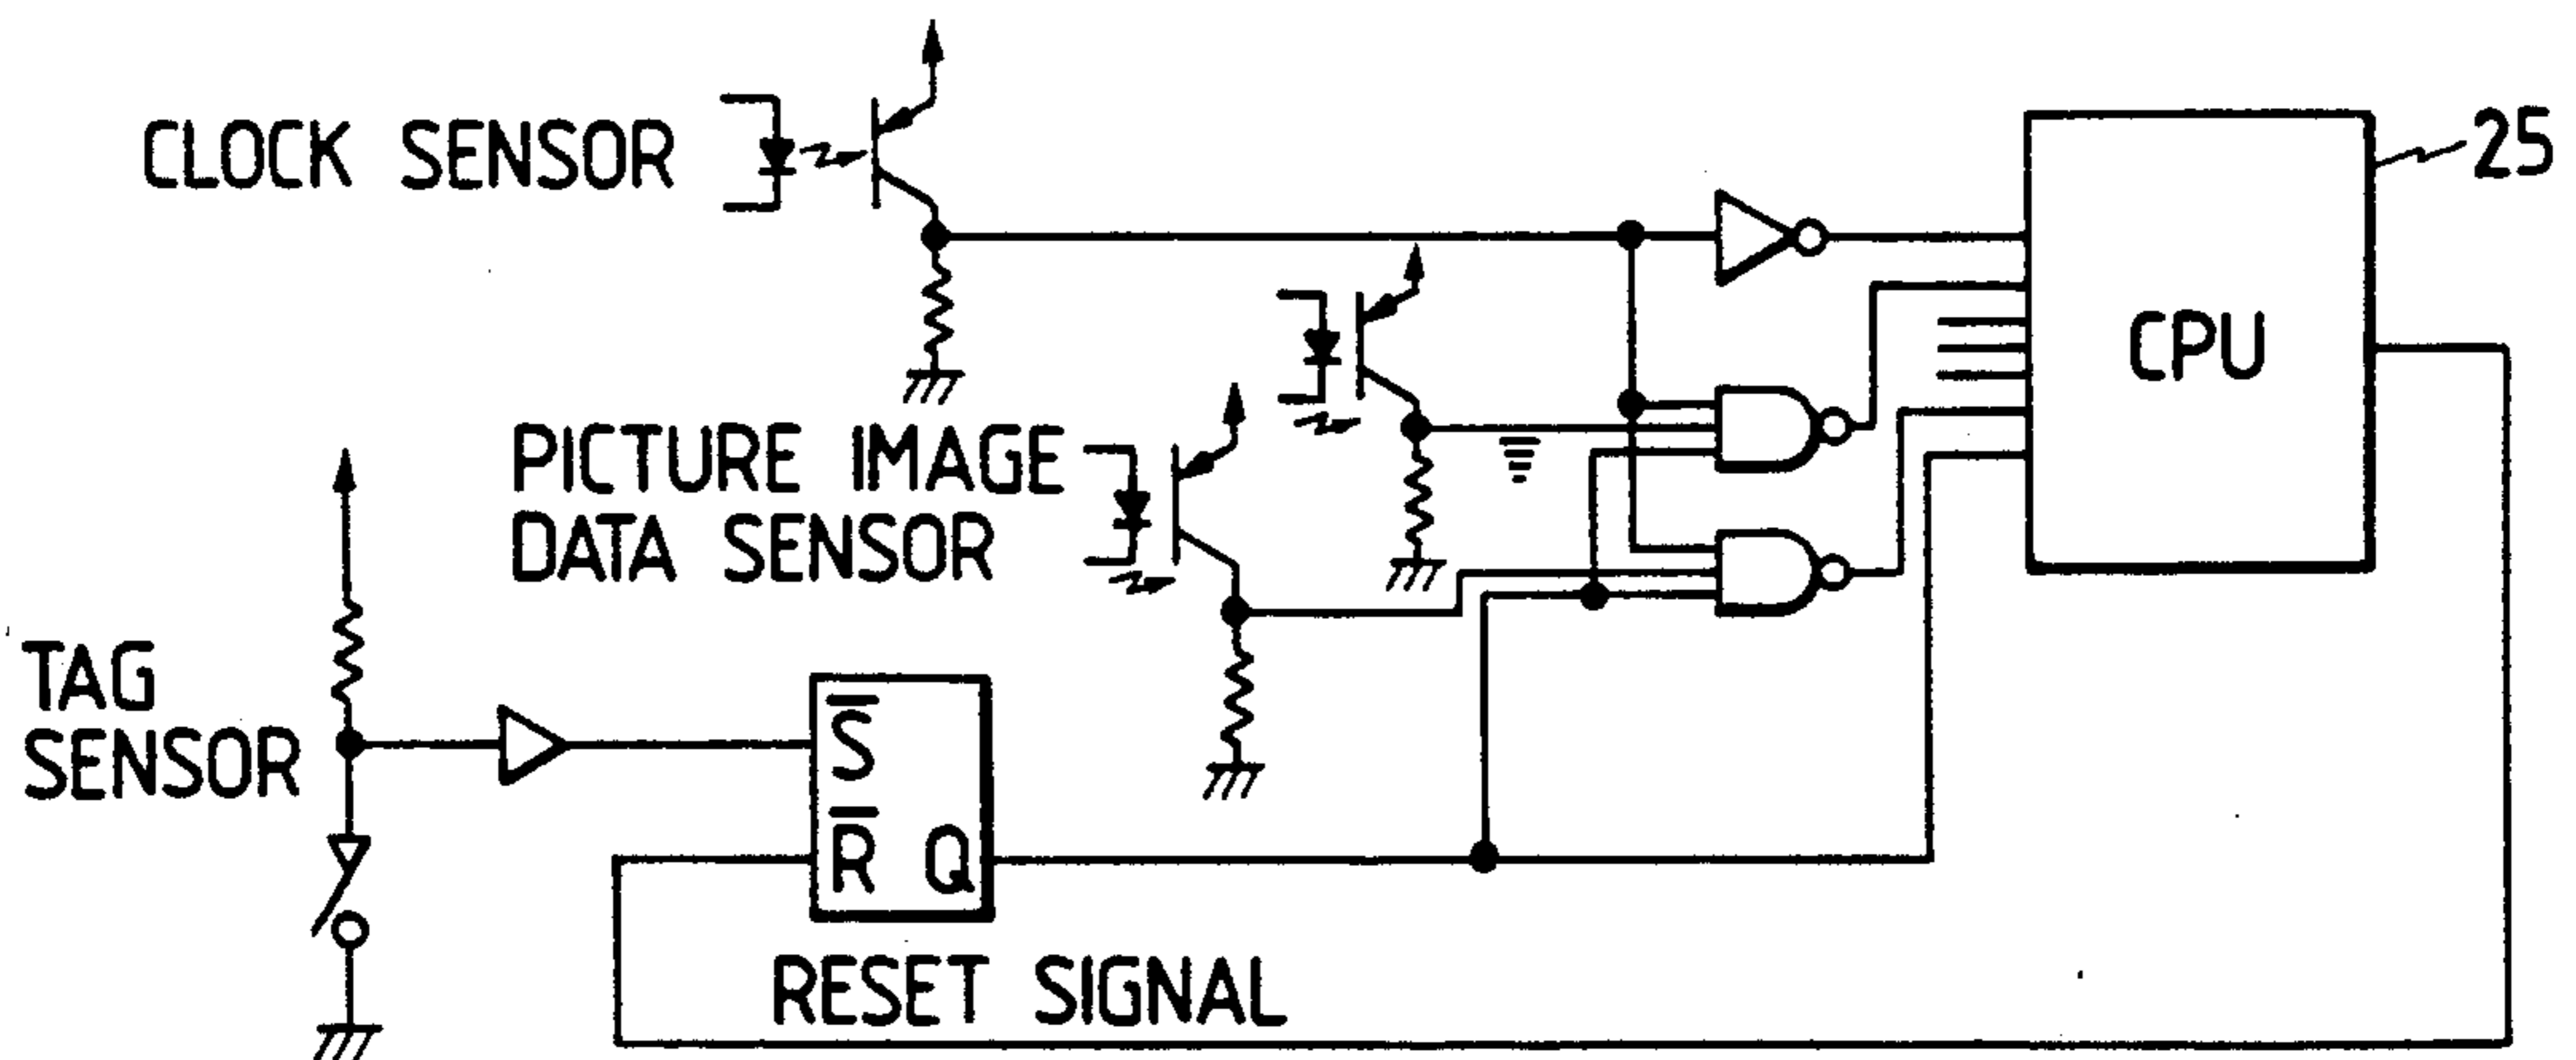 CLOCK SENSOR
25
CPU
PICTURE IMAGE
DATA SENSOR
TAG
SENSOR
S̅
R̅ Q
RESET SIGNAL